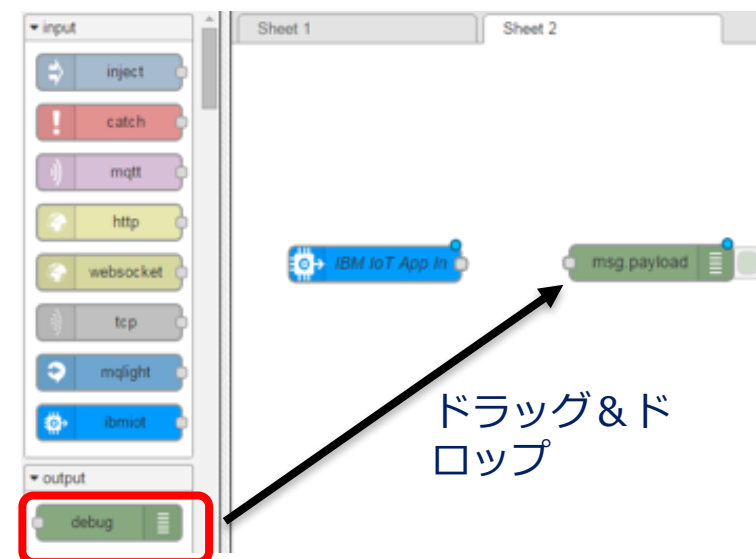 input
inject
catch
mqtt
http
websocket
tcp
mqlight
ibmiot
output
debug
Sheet 1
Sheet 2
IBM IoT App In
msg.payload
ドラッグ＆ド
ロップ